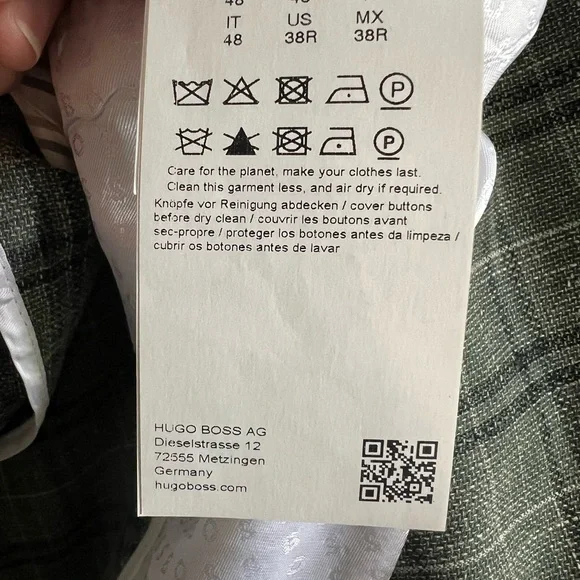 48 48
IT US MX
48 38R 38R
P
P
Care for the planet, make your clothes last.
Clean this garment less, and air dry if required.
Knöpfe vor Reinigung abdecken / cover buttons
before dry clean / couvrir les boutons avant
sec-propre / proteger los botones antes da limpeza /
cubrir os botones antes de lavar
HUGO BOSS AG
Dieselstrasse 12
72555 Metzingen
Germany
hugoboss.com